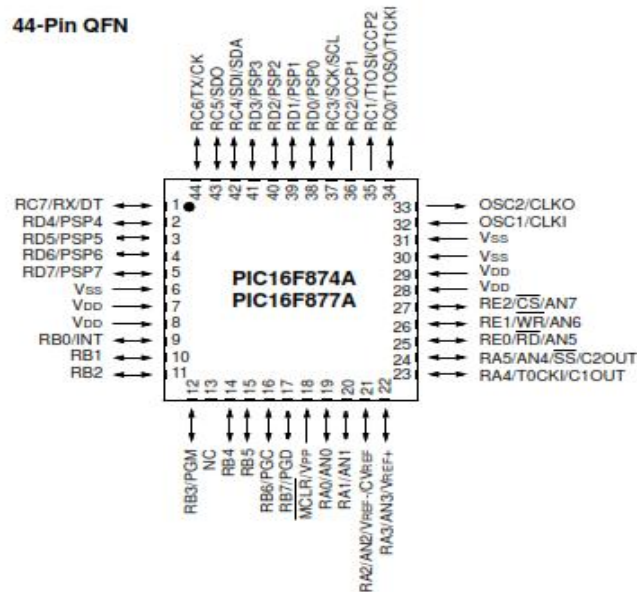 44-Pin QFN
RC6/TX/CK
RC5/SDO
RC4/SDI/SDA
RD3/PSP3
RD2/PSP2
RD1/PSP1
RD0/PSP0
RC3/SCK/SCL
RC2/CCP1
RC1/T1OSI/CCP2
RC0/T1OSO/T1CKI
44
43
42
41
40
39
38
37
36
35
34
RC7/RX/DT 1
RD4/PSP4 2
RD5/PSP5 3
RD6/PSP6 4
RD7/PSP7 5
VSS 6
VDD 7
VDD 8
RB0/INT 9
RB1 10
RB2 11
PIC16F874A
PIC16F877A
33 OSC2/CLKO
32 OSC1/CLKI
31 VSS
30 VSS
29 VDD
28 VDD
27 RE2/CS/AN7
26 RE1/WR/AN6
25 RE0/RD/AN5
24 RA5/AN4/SS/C2OUT
23 RA4/T0CKI/C1OUT
12
13
14
15
16
17
18
19
20
21
22
RB3/PGM
NC
RB4
RB5
RB6/PGC
RB7/PGD
MCLR/VPP
RA0/AN0
RA1/AN1
RA2/AN2/VREF-/CVREF
RA3/AN3/VREF+